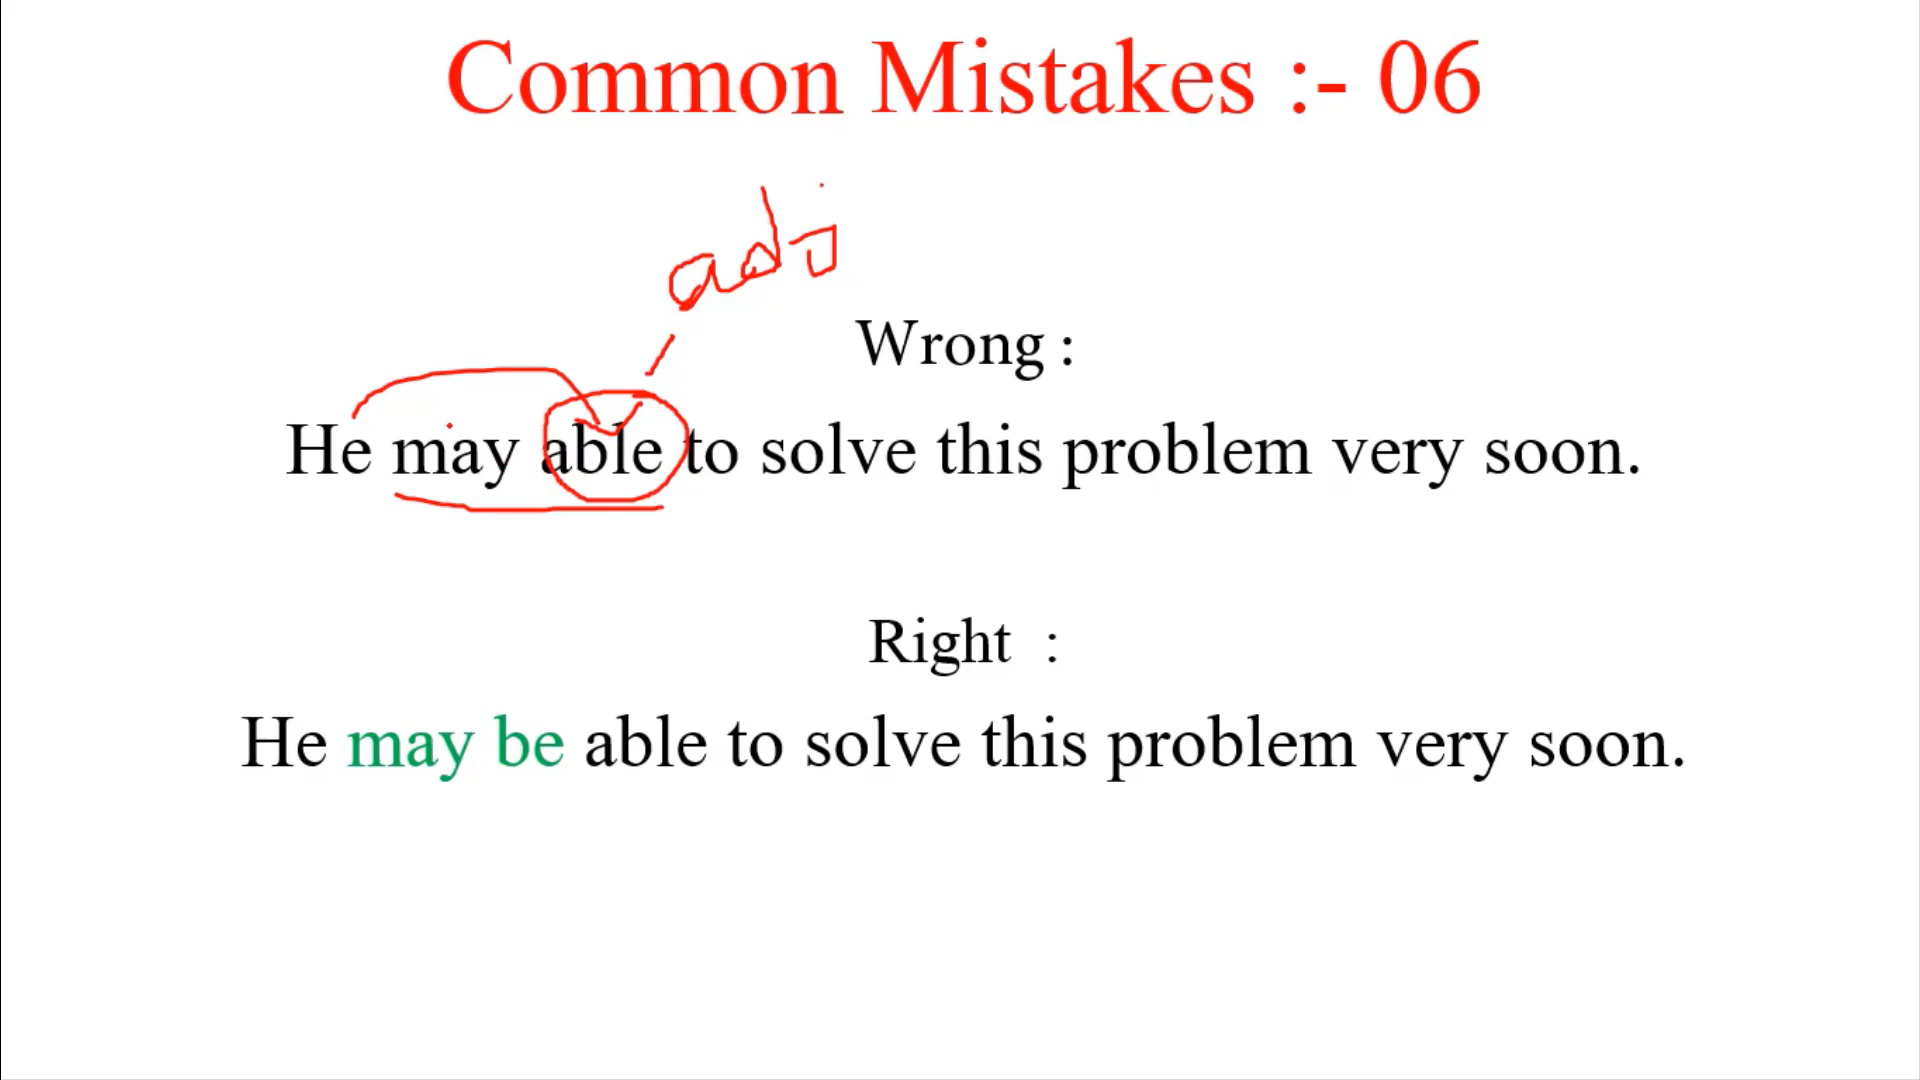 Common Mistakes :- 06
adj
Wrong :
He may able to solve this problem very soon.
Right :
He may be able to solve this problem very soon.